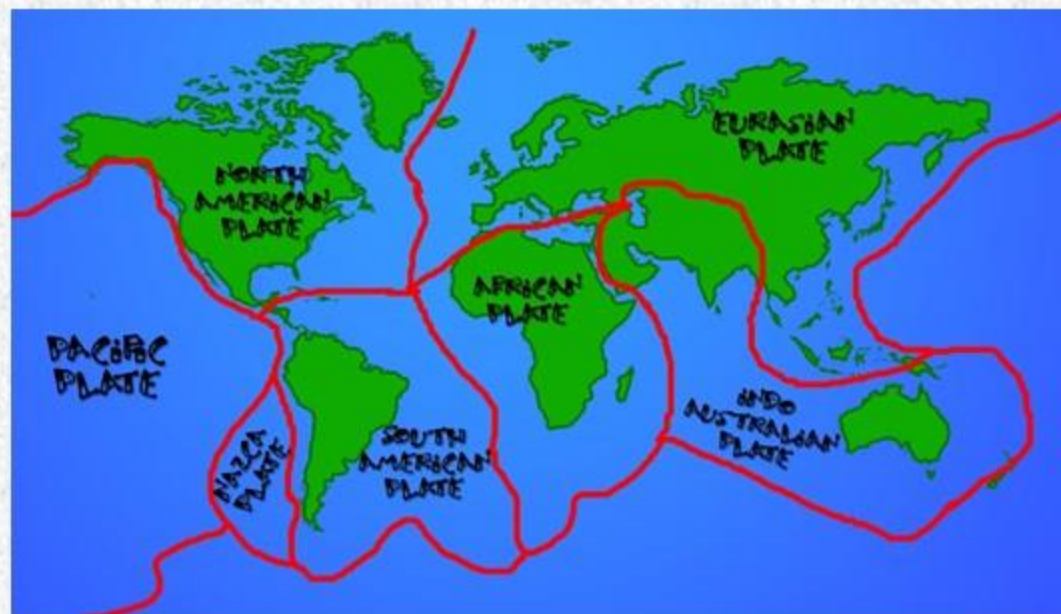 EURASIAN
PLATE
NORTH
AMERICAN
PLATE
AFRICAN
PLATE
PACIFIC
PLATE
INDO
AUSTRALIAN
PLATE
NAZCA
PLATE
SOUTH
AMERICAN
PLATE